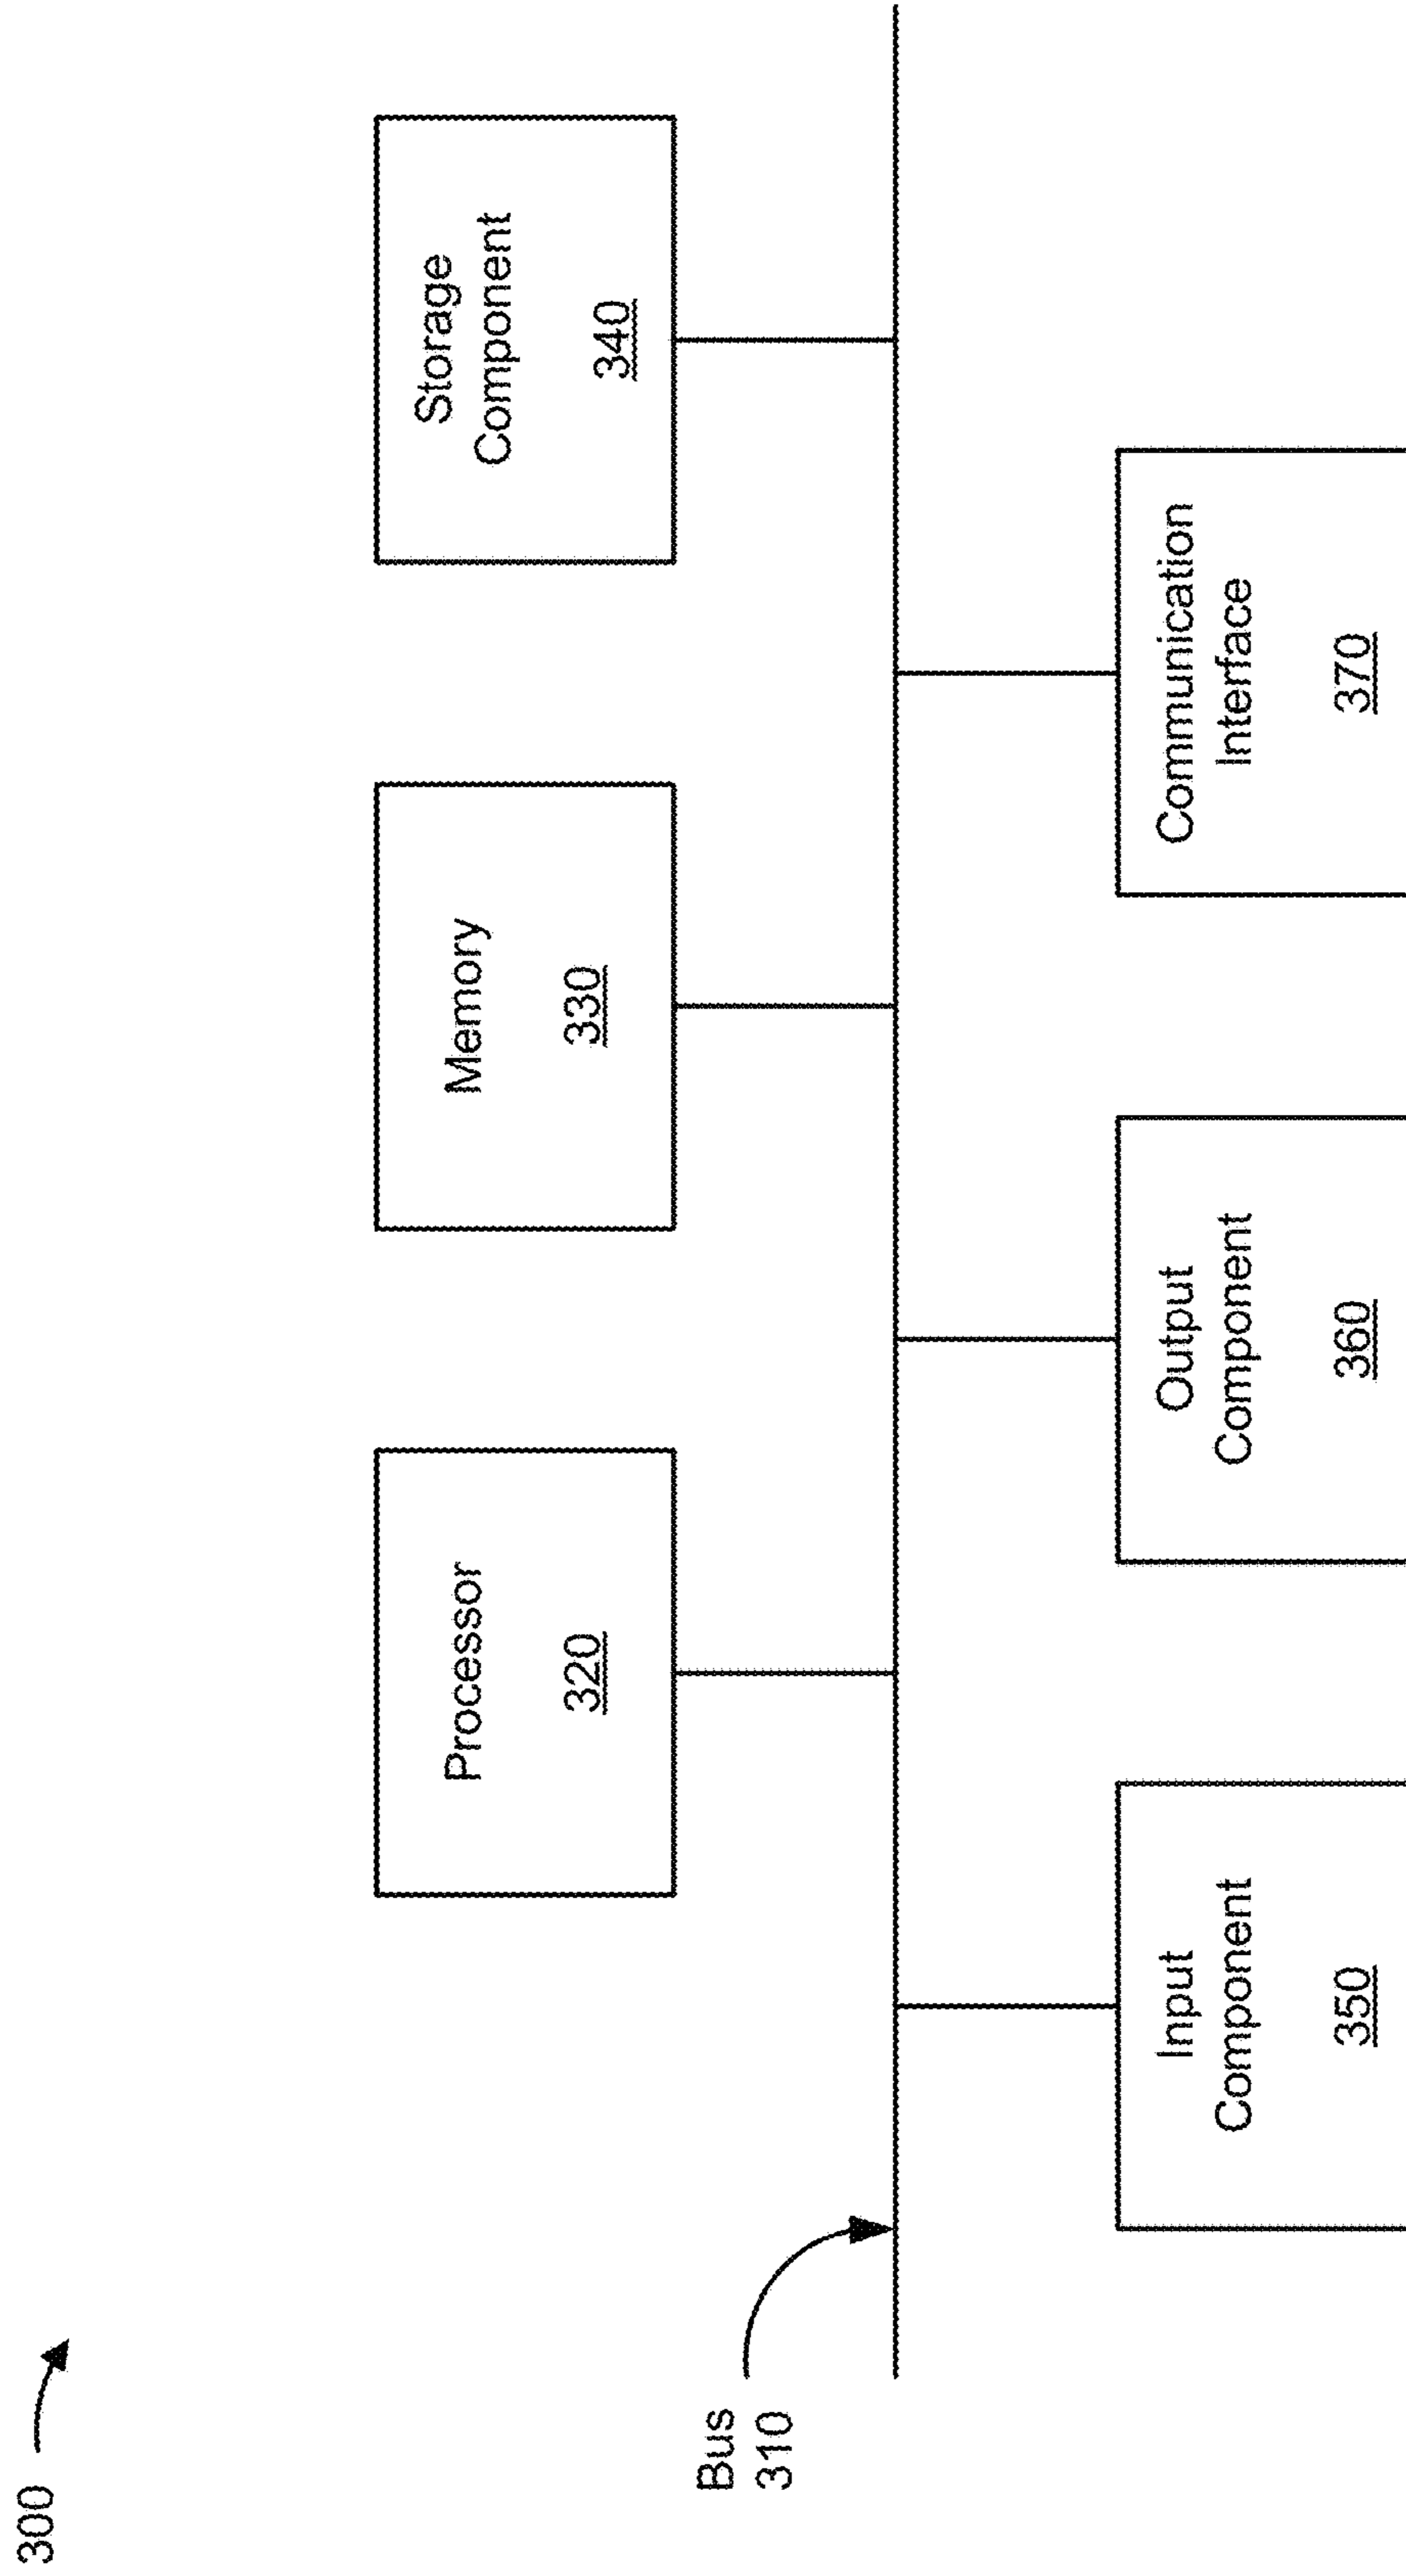 300
Processor
320
Memory
330
Storage
Component
340
Bus
310
Input
Component
350
Output
Component
360
Communication
Interface
370